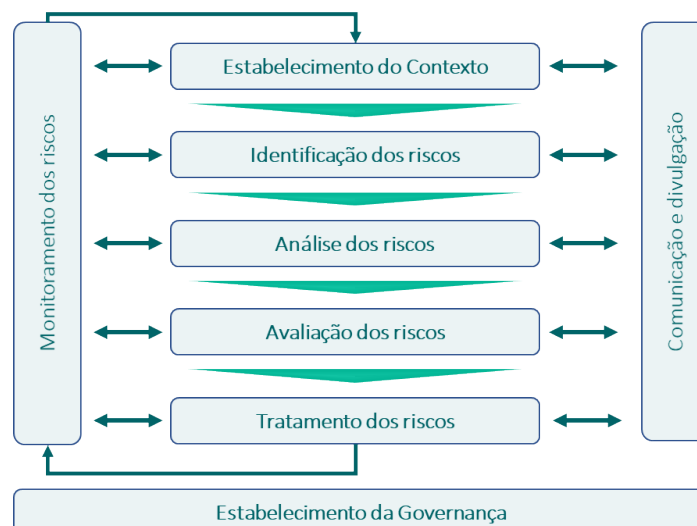 Monitoramento dos riscos
Estabelecimento do Contexto
Identificação dos riscos
Análise dos riscos
Avaliação dos riscos
Tratamento dos riscos
Comunicação e divulgação
Estabelecimento da Governança